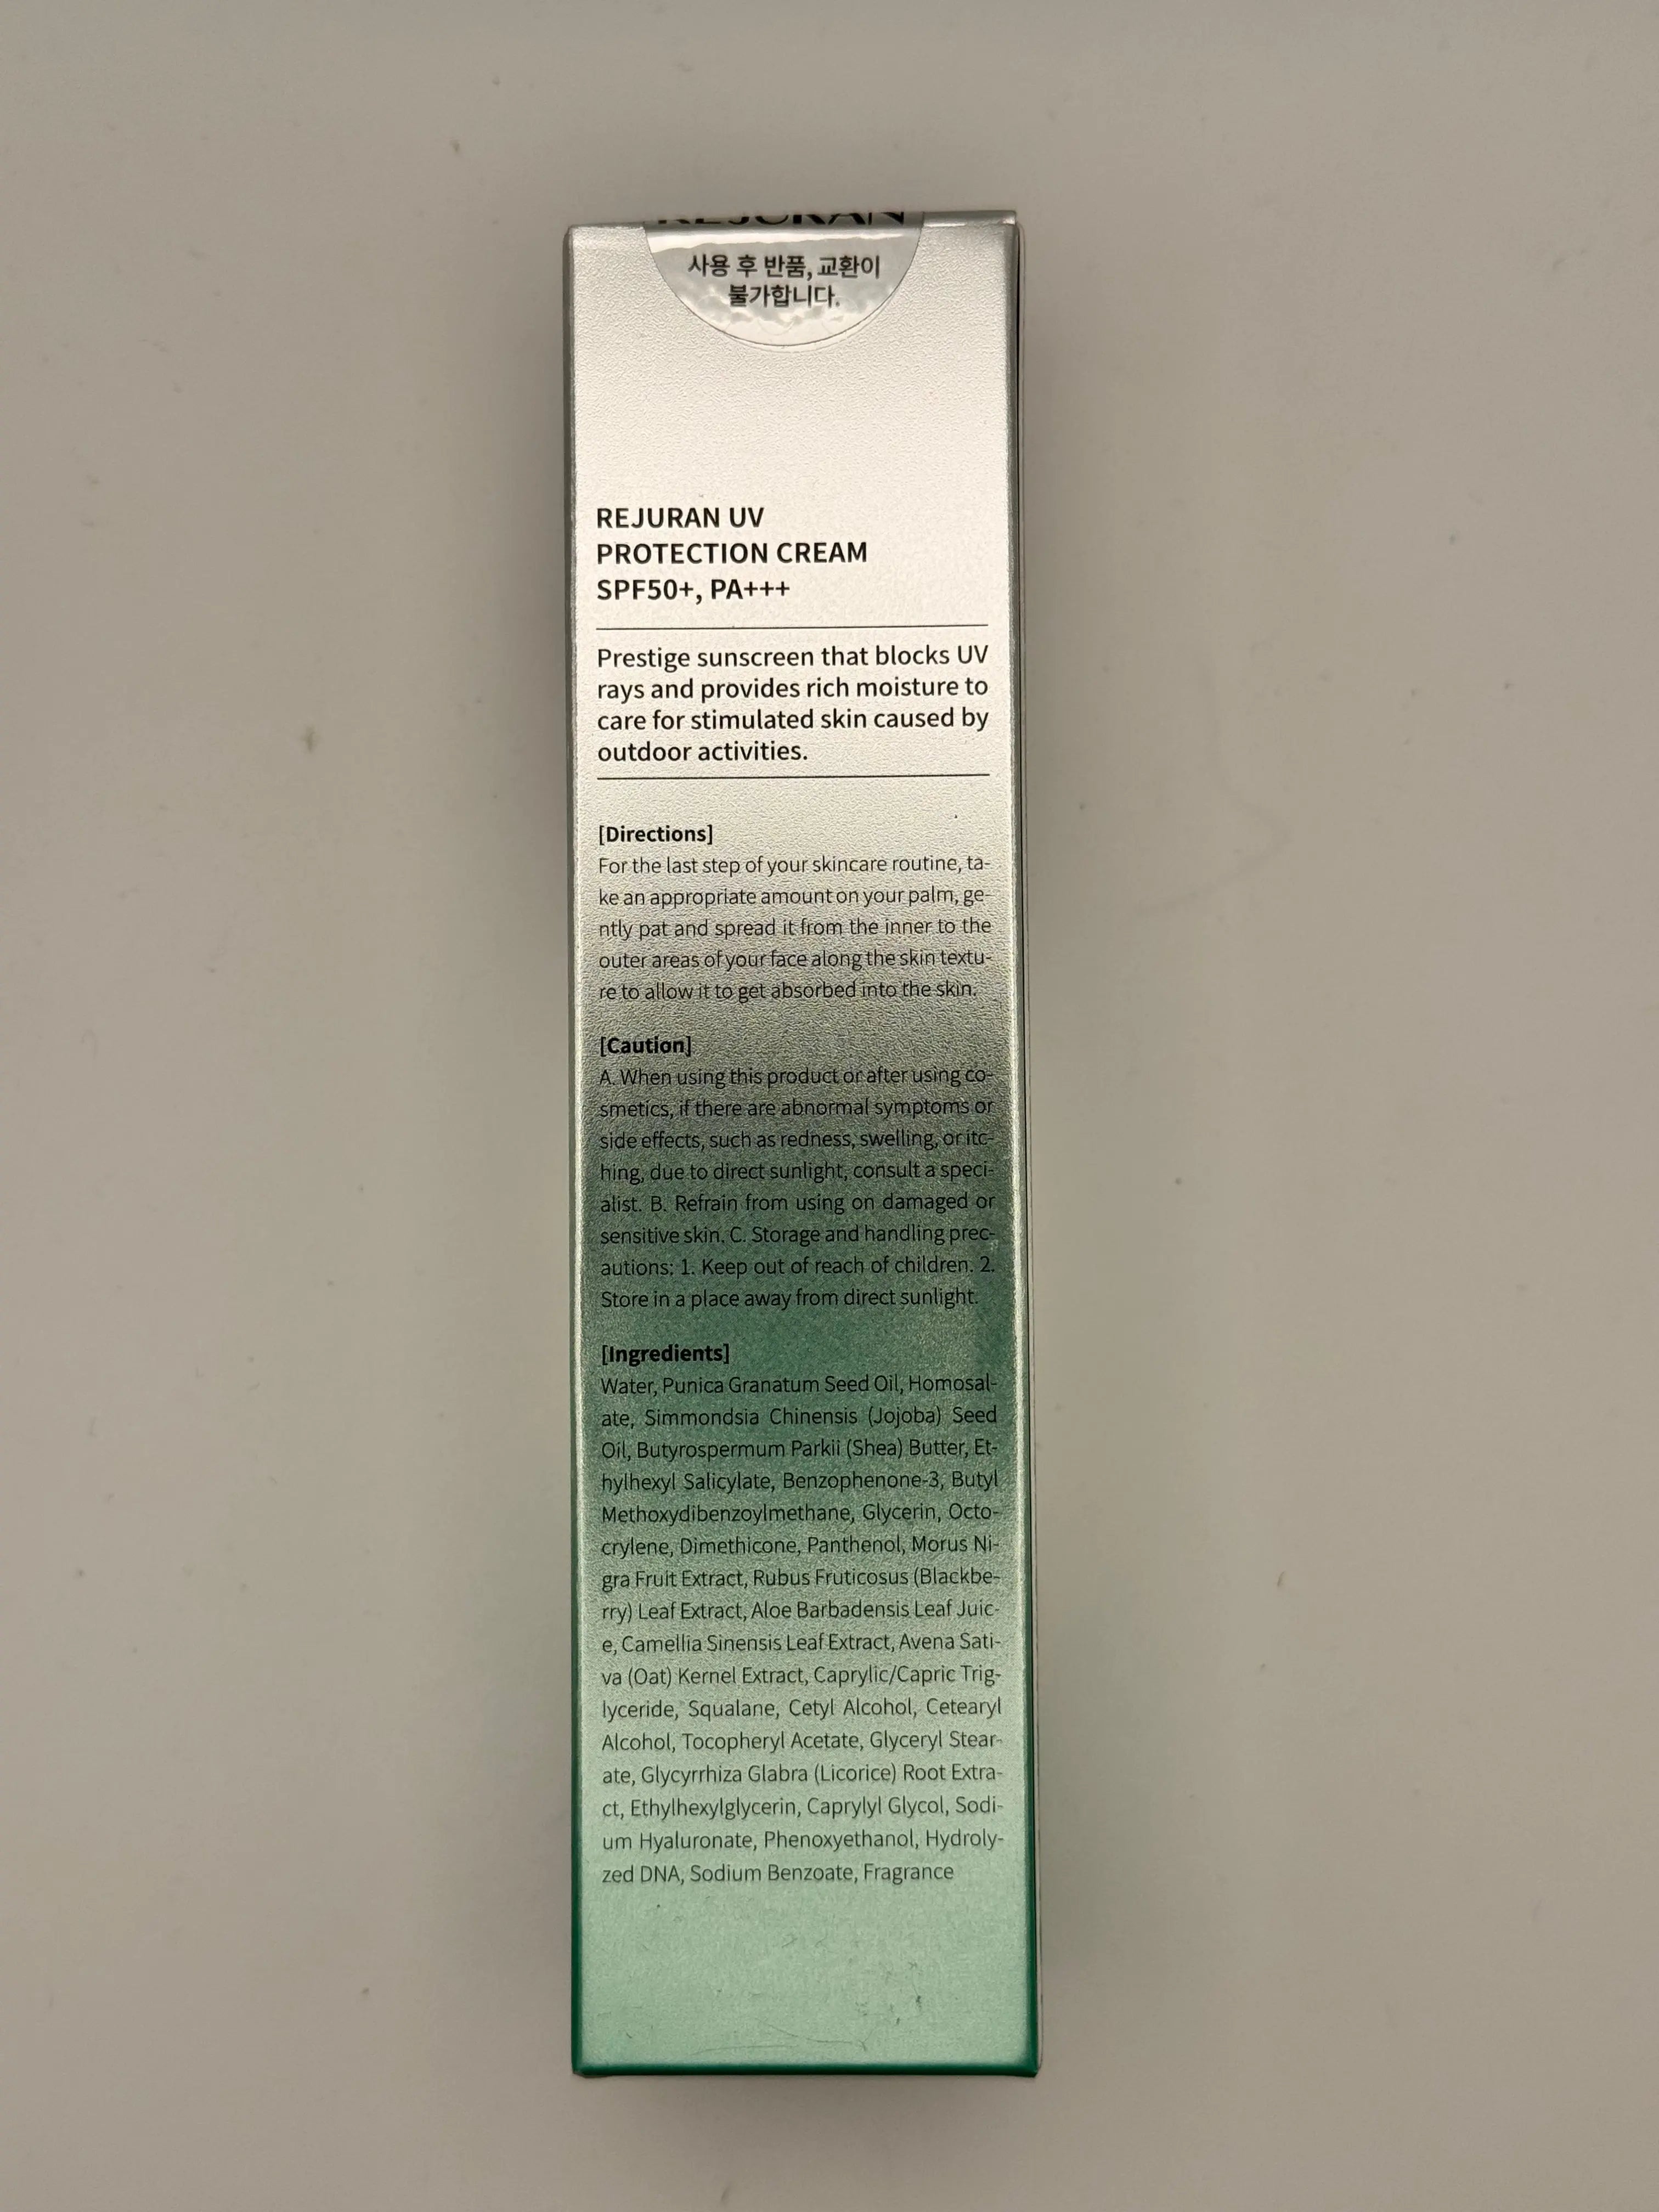 REJURAN
사용 후 반품, 교환이
불가합니다.
REJURAN UV
PROTECTION CREAM
SPF50+, PA+++
Prestige sunscreen that blocks UV
rays and provides rich moisture to
care for stimulated skin caused by
outdoor activities.
[Directions]
For the last step of your skincare routine, ta-
ke an appropriate amount on your palm, ge-
ntly pat and spread it from the inner to the
outer areas of your face along the skin textu-
re to allow it to get absorbed into the skin.
[Caution]
A. When using this product or after using co-
smetics, if there are abnormal symptoms or
side effects, such as redness, swelling, or itc-
hing, due to direct sunlight, consult a speci-
alist. B. Refrain from using on damaged or
sensitive skin. C. Storage and handling prec-
autions: 1. Keep out of reach of children. 2.
Store in a place away from direct sunlight.
[Ingredients]
Water, Punica Granatum Seed Oil, Homosal-
ate, Simmondsia Chinensis (Jojoba) Seed
Oil, Butyrospermum Parkii (Shea) Butter, Et-
hylhexyl Salicylate, Benzophenone-3, Butyl
Methoxydibenzoylmethane, Glycerin, Octo-
crylene, Dimethicone, Panthenol, Morus Ni-
gra Fruit Extract, Rubus Fruticosus (Blackbe-
rry) Leaf Extract, Aloe Barbadensis Leaf Juic-
e, Camellia Sinensis Leaf Extract, Avena Sati-
va (Oat) Kernel Extract, Caprylic/Capric Trig-
lyceride, Squalane, Cetyl Alcohol, Cetearyl
Alcohol, Tocopheryl Acetate, Glyceryl Stear-
ate, Glycyrrhiza Glabra (Licorice) Root Extra-
ct, Ethylhexylglycerin, Caprylyl Glycol, Sodi-
um Hyaluronate, Phenoxyethanol, Hydroly-
zed DNA, Sodium Benzoate, Fragrance